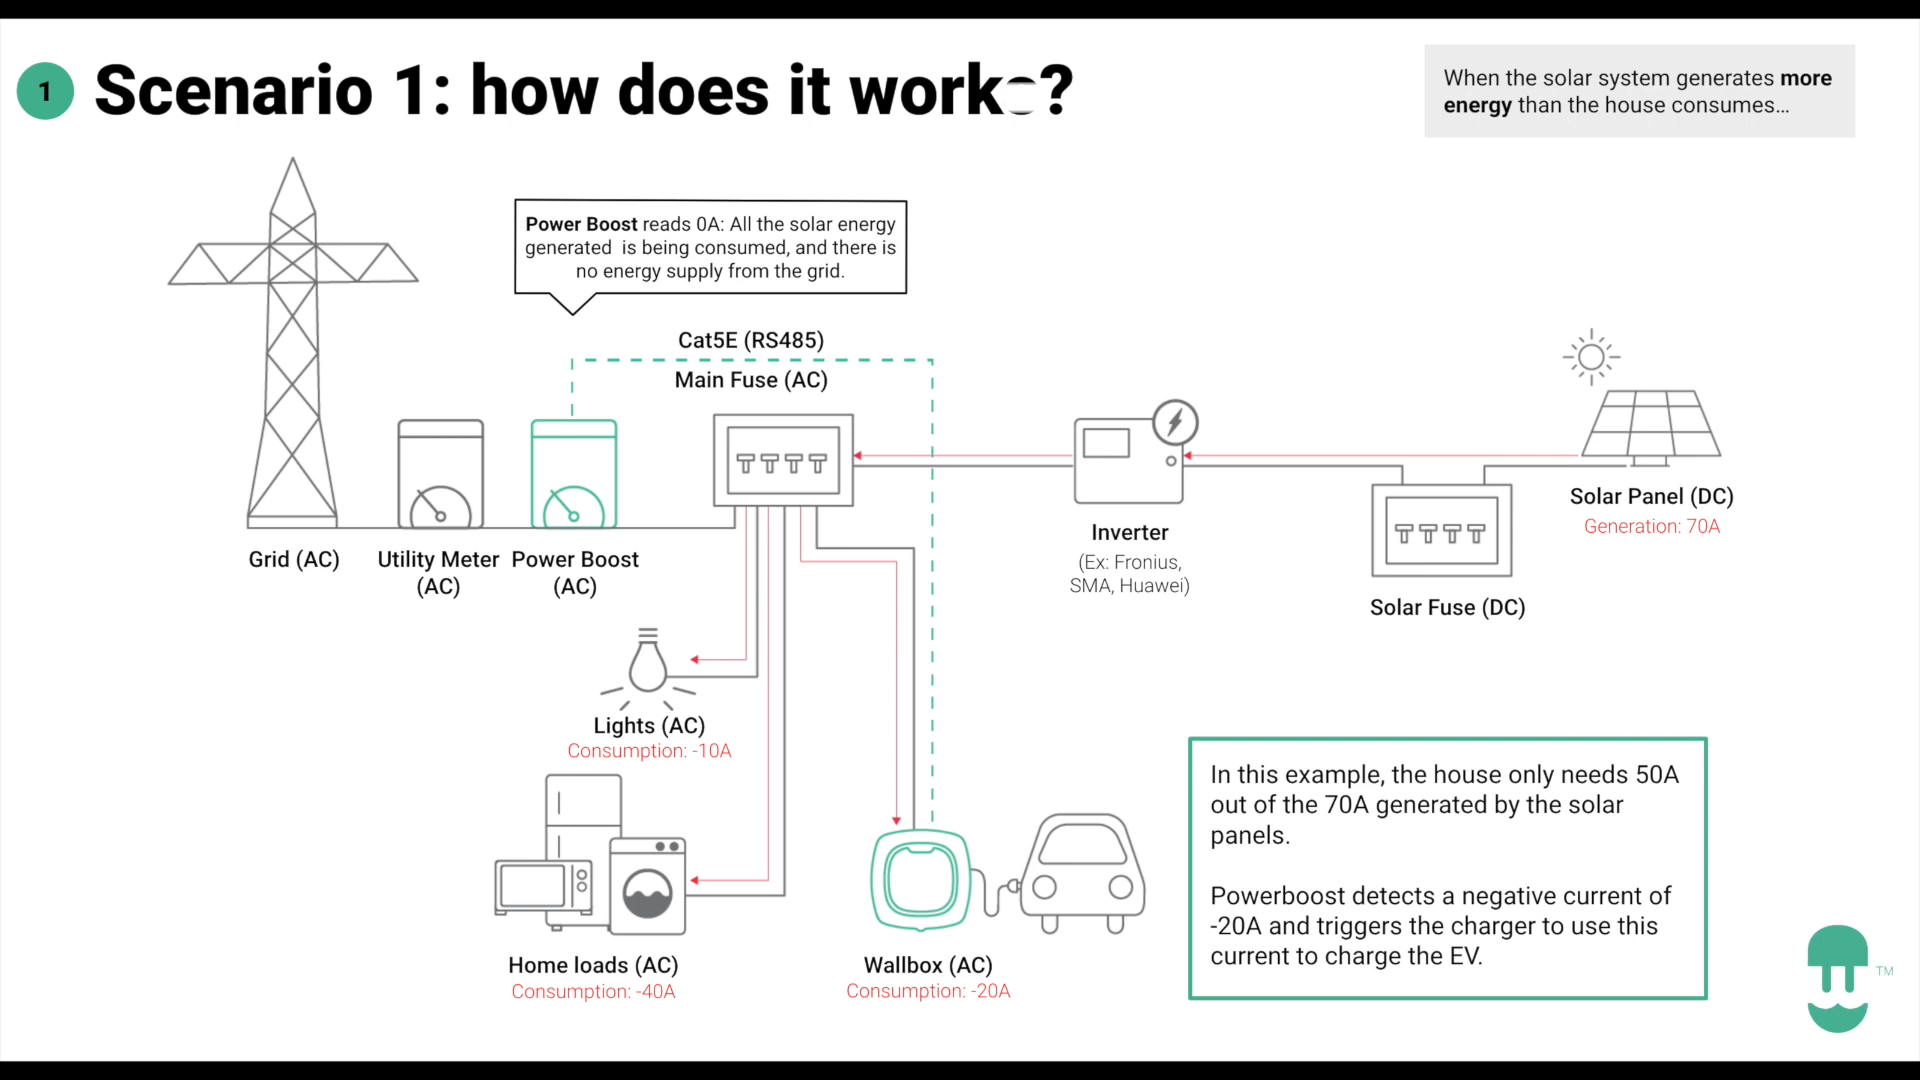 1
Scenario 1: how does it work ?
When the solar system generates more
energy than the house consumes...
Power Boost reads 0A: All the solar energy
generated is being consumed, and there is
no energy supply from the grid.
Cat5E (RS485)
Main Fuse (AC)
Grid (AC)
Utility Meter
(AC)
Power Boost
(AC)
Inverter
(Ex: Fronius,
SMA, Huawei)
Solar Panel (DC)
Generation: 70A
Solar Fuse (DC)
Lights (AC)
Consumption: -10A
Home loads (AC)
Consumption: -40A
Wallbox (AC)
Consumption: -20A
In this example, the house only needs 50A
out of the 70A generated by the solar
panels.
Powerboost detects a negative current of
-20A and triggers the charger to use this
current to charge the EV.
TM